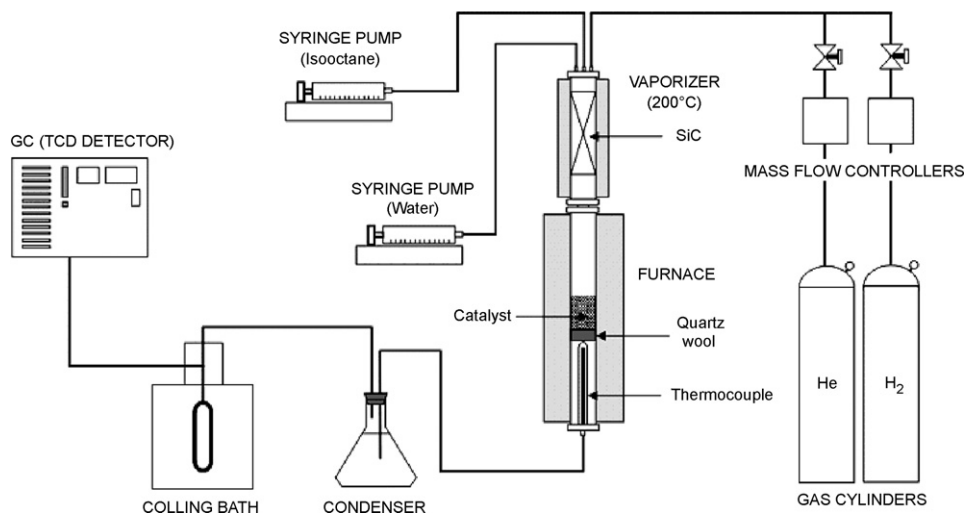 SYRINGE PUMP
(Isooctane)
VAPORIZER
(200°C)
SiC
GC (TCD DETECTOR)
MASS FLOW CONTROLLERS
SYRINGE PUMP
(Water)
FURNACE
Catalyst
Quartz
wool
He
H2
Thermocouple
COLLING BATH
CONDENSER
GAS CYLINDERS